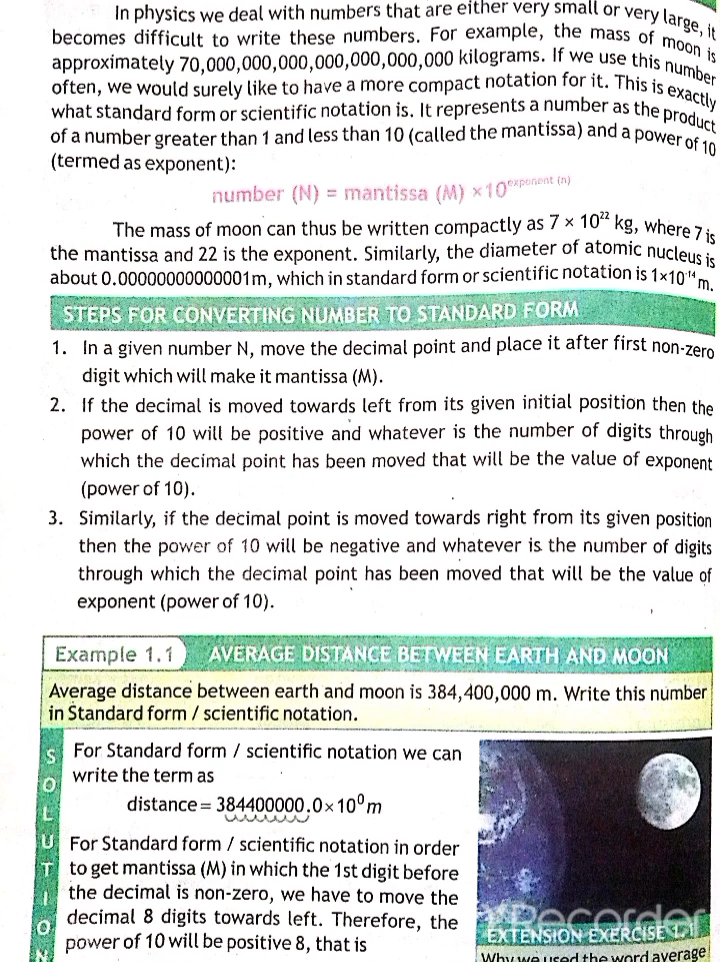 In physics we deal with numbers that are either very small or very large, it
becomes difficult to write these numbers. For example, the mass of moon is
approximately 70,000,000,000,000,000,000,000 kilograms. If we use this number
often, we would surely like to have a more compact notation for it. This is exactly
what standard form or scientific notation is. It represents a number as the product
of a number greater than 1 and less than 10 (called the mantissa) and a power of 10
(termed as exponent):
number (N) = mantissa (M) ×10^exponent (n)
The mass of moon can thus be written compactly as 7 × 10²² kg, where 7 is
the mantissa and 22 is the exponent. Similarly, the diameter of atomic nucleus is
about 0.00000000000001m, which in standard form or scientific notation is 1×10⁻¹⁴ m.
STEPS FOR CONVERTING NUMBER TO STANDARD FORM
1. In a given number N, move the decimal point and place it after first non-zero
digit which will make it mantissa (M).
2. If the decimal is moved towards left from its given initial position then the
power of 10 will be positive and whatever is the number of digits through
which the decimal point has been moved that will be the value of exponent
(power of 10).
3. Similarly, if the decimal point is moved towards right from its given position
then the power of 10 will be negative and whatever is the number of digits
through which the decimal point has been moved that will be the value of
exponent (power of 10).
Example 1.1 AVERAGE DISTANCE BETWEEN EARTH AND MOON
Average distance between earth and moon is 384,400,000 m. Write this number
in Standard form / scientific notation.
SOLUTION
For Standard form / scientific notation we can
write the term as
distance = 384400000.0×10⁰m
For Standard form / scientific notation in order
to get mantissa (M) in which the 1st digit before
the decimal is non-zero, we have to move the
decimal 8 digits towards left. Therefore, the
power of 10 will be positive 8, that is
Recorder
EXTENSION EXERCISE 1.1
Why we used the word average